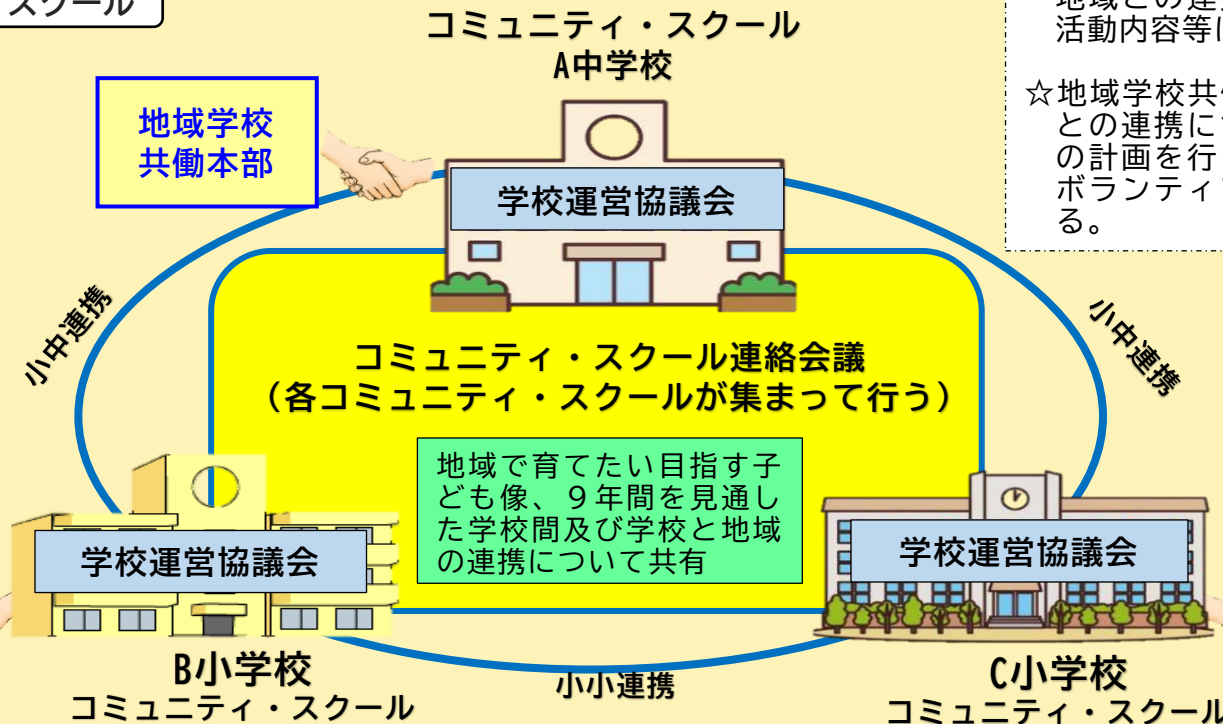 スクール
コミュニティ・スクール
A中学校
地域学校
共働本部
学校運営協議会
地域との連
活動内容等に
☆地域学校共
との連携に
の計画を行
ボランティ
る。
小中連携
小中連携
コミュニティ・スクール連絡会議
(各コミュニティ・スクールが集まって行う)
地域で育てたい目指す子
ども像、９年間を見通し
た学校間及び学校と地域
の連携について共有
学校運営協議会
学校運営協議会
B小学校
コミュニティ・スクール
小小連携
C小学校
コミュニティ・スクール